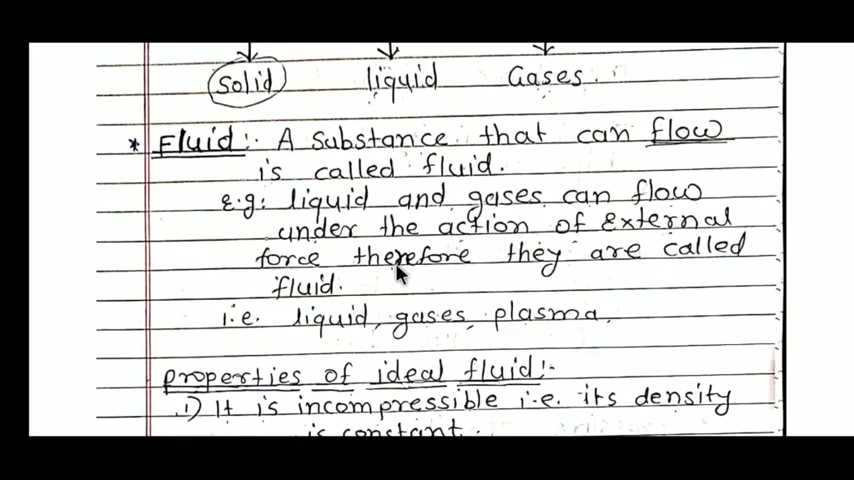 Solid liquid Gases.
* Fluid:- A substance that can flow
is called fluid.
e.g: liquid and gases can flow
under the action of external
force therefore they are called
fluid.
i.e. liquid, gases, plasma.
properties of ideal fluid:-
i) It is incompressible i.e. its density
is constant.